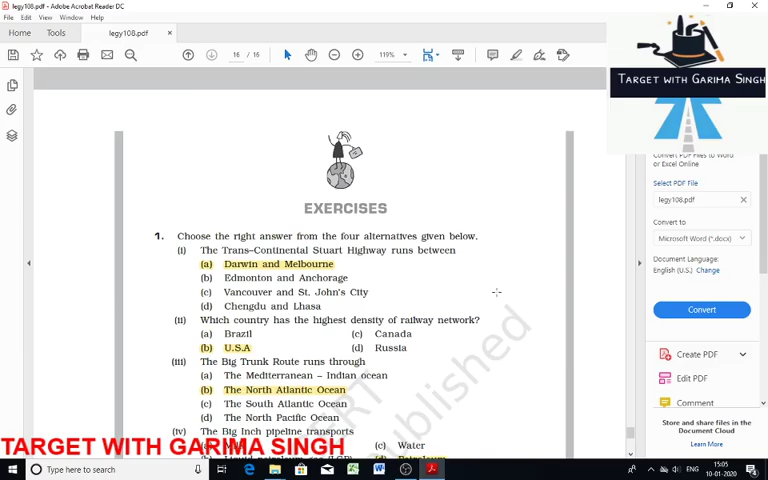 legy108.pdf - Adobe Acrobat Reader DC
File Edit View Window Help
Home Tools legy108.pdf ×
16 / 16 119%
TARGET WITH GARIMA SINGH
Convert PDF Files to Word
or Excel Online
Select PDF File
legy108.pdf
Convert to
Microsoft Word (*.docx)
Document Language:
English (U.S.) Change
Convert
Create PDF
Edit PDF
Comment
Store and share files in the
Document Cloud
Learn More
EXERCISES
1. Choose the right answer from the four alternatives given below.
(i) The Trans–Continental Stuart Highway runs between
(a) Darwin and Melbourne
(b) Edmonton and Anchorage
(c) Vancouver and St. John's City
(d) Chengdu and Lhasa
(ii) Which country has the highest density of railway network?
(a) Brazil (c) Canada
(b) U.S.A (d) Russia
(iii) The Big Trunk Route runs through
(a) The Mediterranean – Indian ocean
(b) The North Atlantic Ocean
(c) The South Atlantic Ocean
(d) The North Pacific Ocean
(iv) The Big Inch pipeline transports
(c) Water
(d) Petroleum
TARGET WITH GARIMA SINGH
Type here to search
ENG 15:05
10-01-2020